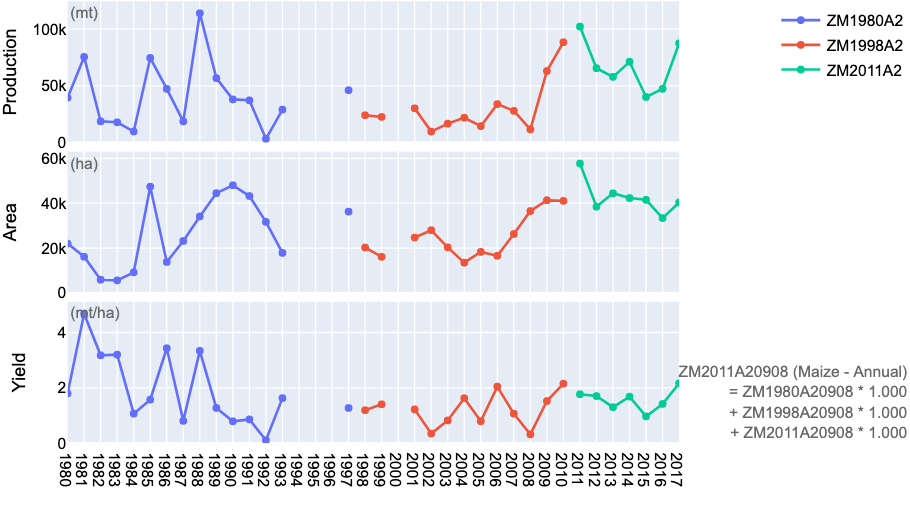 (mt)
Production
100k
50k
0
ZM1980A2
ZM1998A2
ZM2011A2
(ha)
Area
60k
40k
20k
0
(mt/ha)
Yield
4
2
0
ZM2011A20908 (Maize - Annual)
= ZM1980A20908 * 1.000
+ ZM1998A20908 * 1.000
+ ZM2011A20908 * 1.000
1980 1981 1982 1983 1984 1985 1986 1987 1988 1989 1990 1991 1992 1993 1994 1995 1996 1997 1998 1999 2000 2001 2002 2003 2004 2005 2006 2007 2008 2009 2010 2011 2012 2013 2014 2015 2016 2017